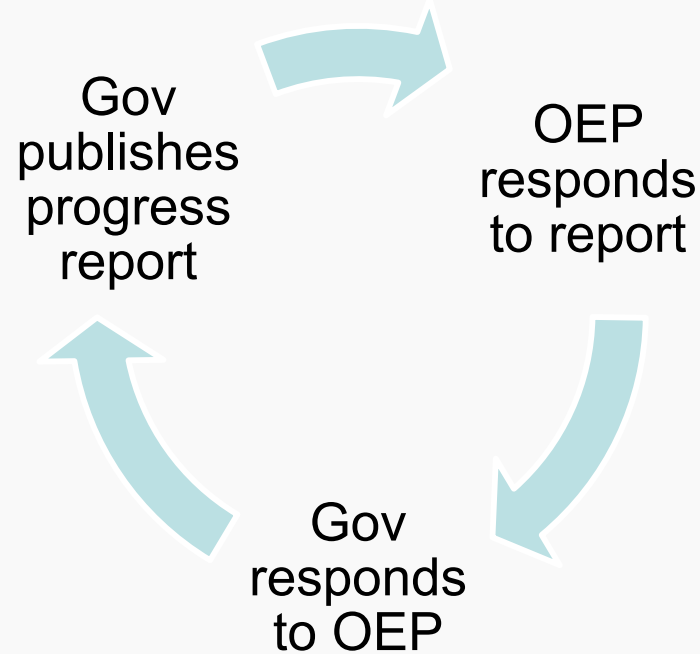 Gov
publishes
progress
report
OEP
responds
to report
Gov
responds
to OEP